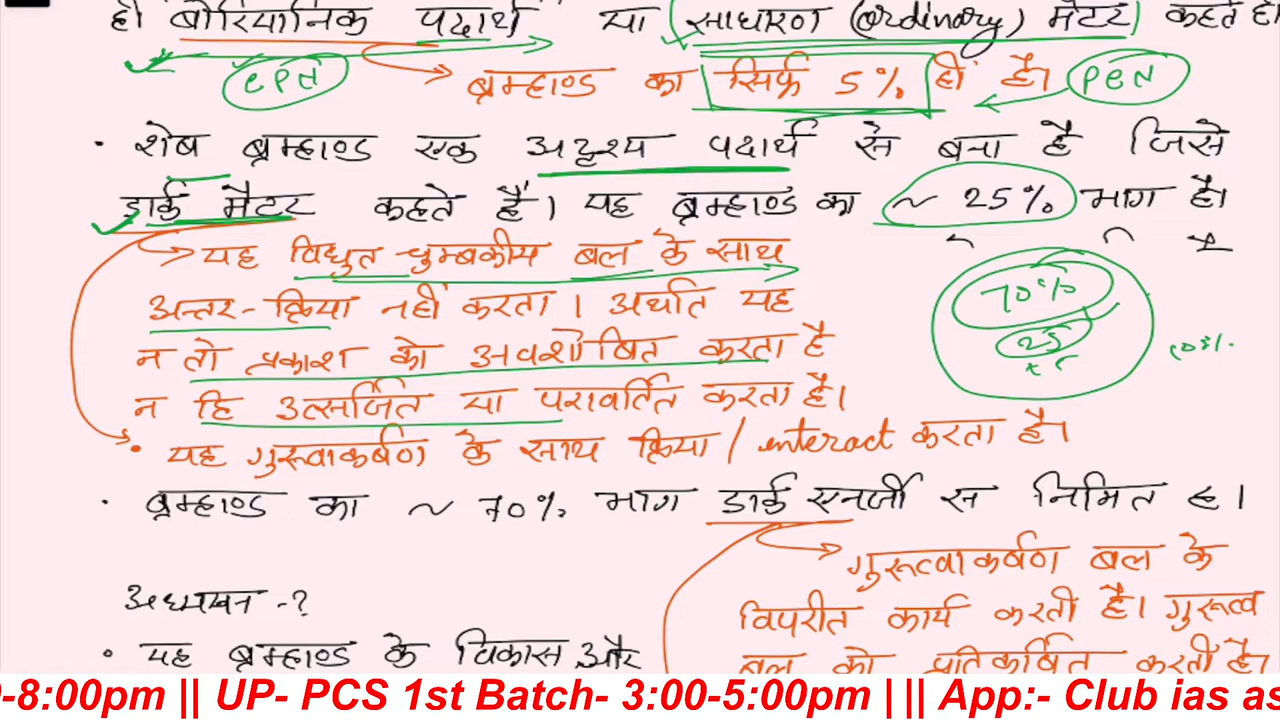 हैं। बौरियानिक पदार्थ या साधारण (ordinary) मैटर कहते हैं
ब्रम्हाण्ड का सिर्फ 5% हीं है।
ePN
PEN
• शेष ब्रम्हाण्ड एक अदृश्य पदार्थ से बना है जिसे
डार्क मैटर कहते हैं। यह ब्रम्हाण्ड का ~ 25% भाग है।
यह विद्युत-चुम्बकीय बल के साथ
अन्तर-क्रिया नहीं करता। अर्थात यह
न तो प्रकाश को अवशोषित करता है
न हि उत्सर्जित या परावर्तित करता है।
70%
25
• यह गुरूत्वाकर्षण के साथ क्रिया/interact करता है।
• ब्रम्हाण्ड का ~ 70% भाग डार्क एनर्जी स निमित ह।
गुरूत्वाकर्षण बल के
विपरीत कार्य करती है। गुरूत्व
बल को प्रतिकर्षित करती है।
अध्ययन -?
• यह ब्रम्हाण्ड के विकास और
-8:00pm || UP- PCS 1st Batch- 3:00-5:00pm | || App:- Club ias as